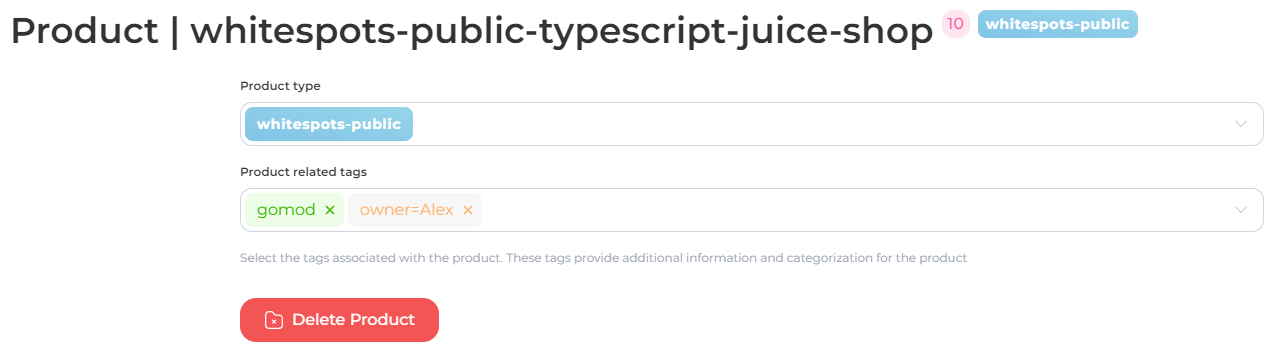 Product | whitespots-public-typescript-juice-shop 10 whitespots-public
Product type
whitespots-public
Product related tags
gomod × owner=Alex ×
Select the tags associated with the product. These tags provide additional information and categorization for the product
Delete Product